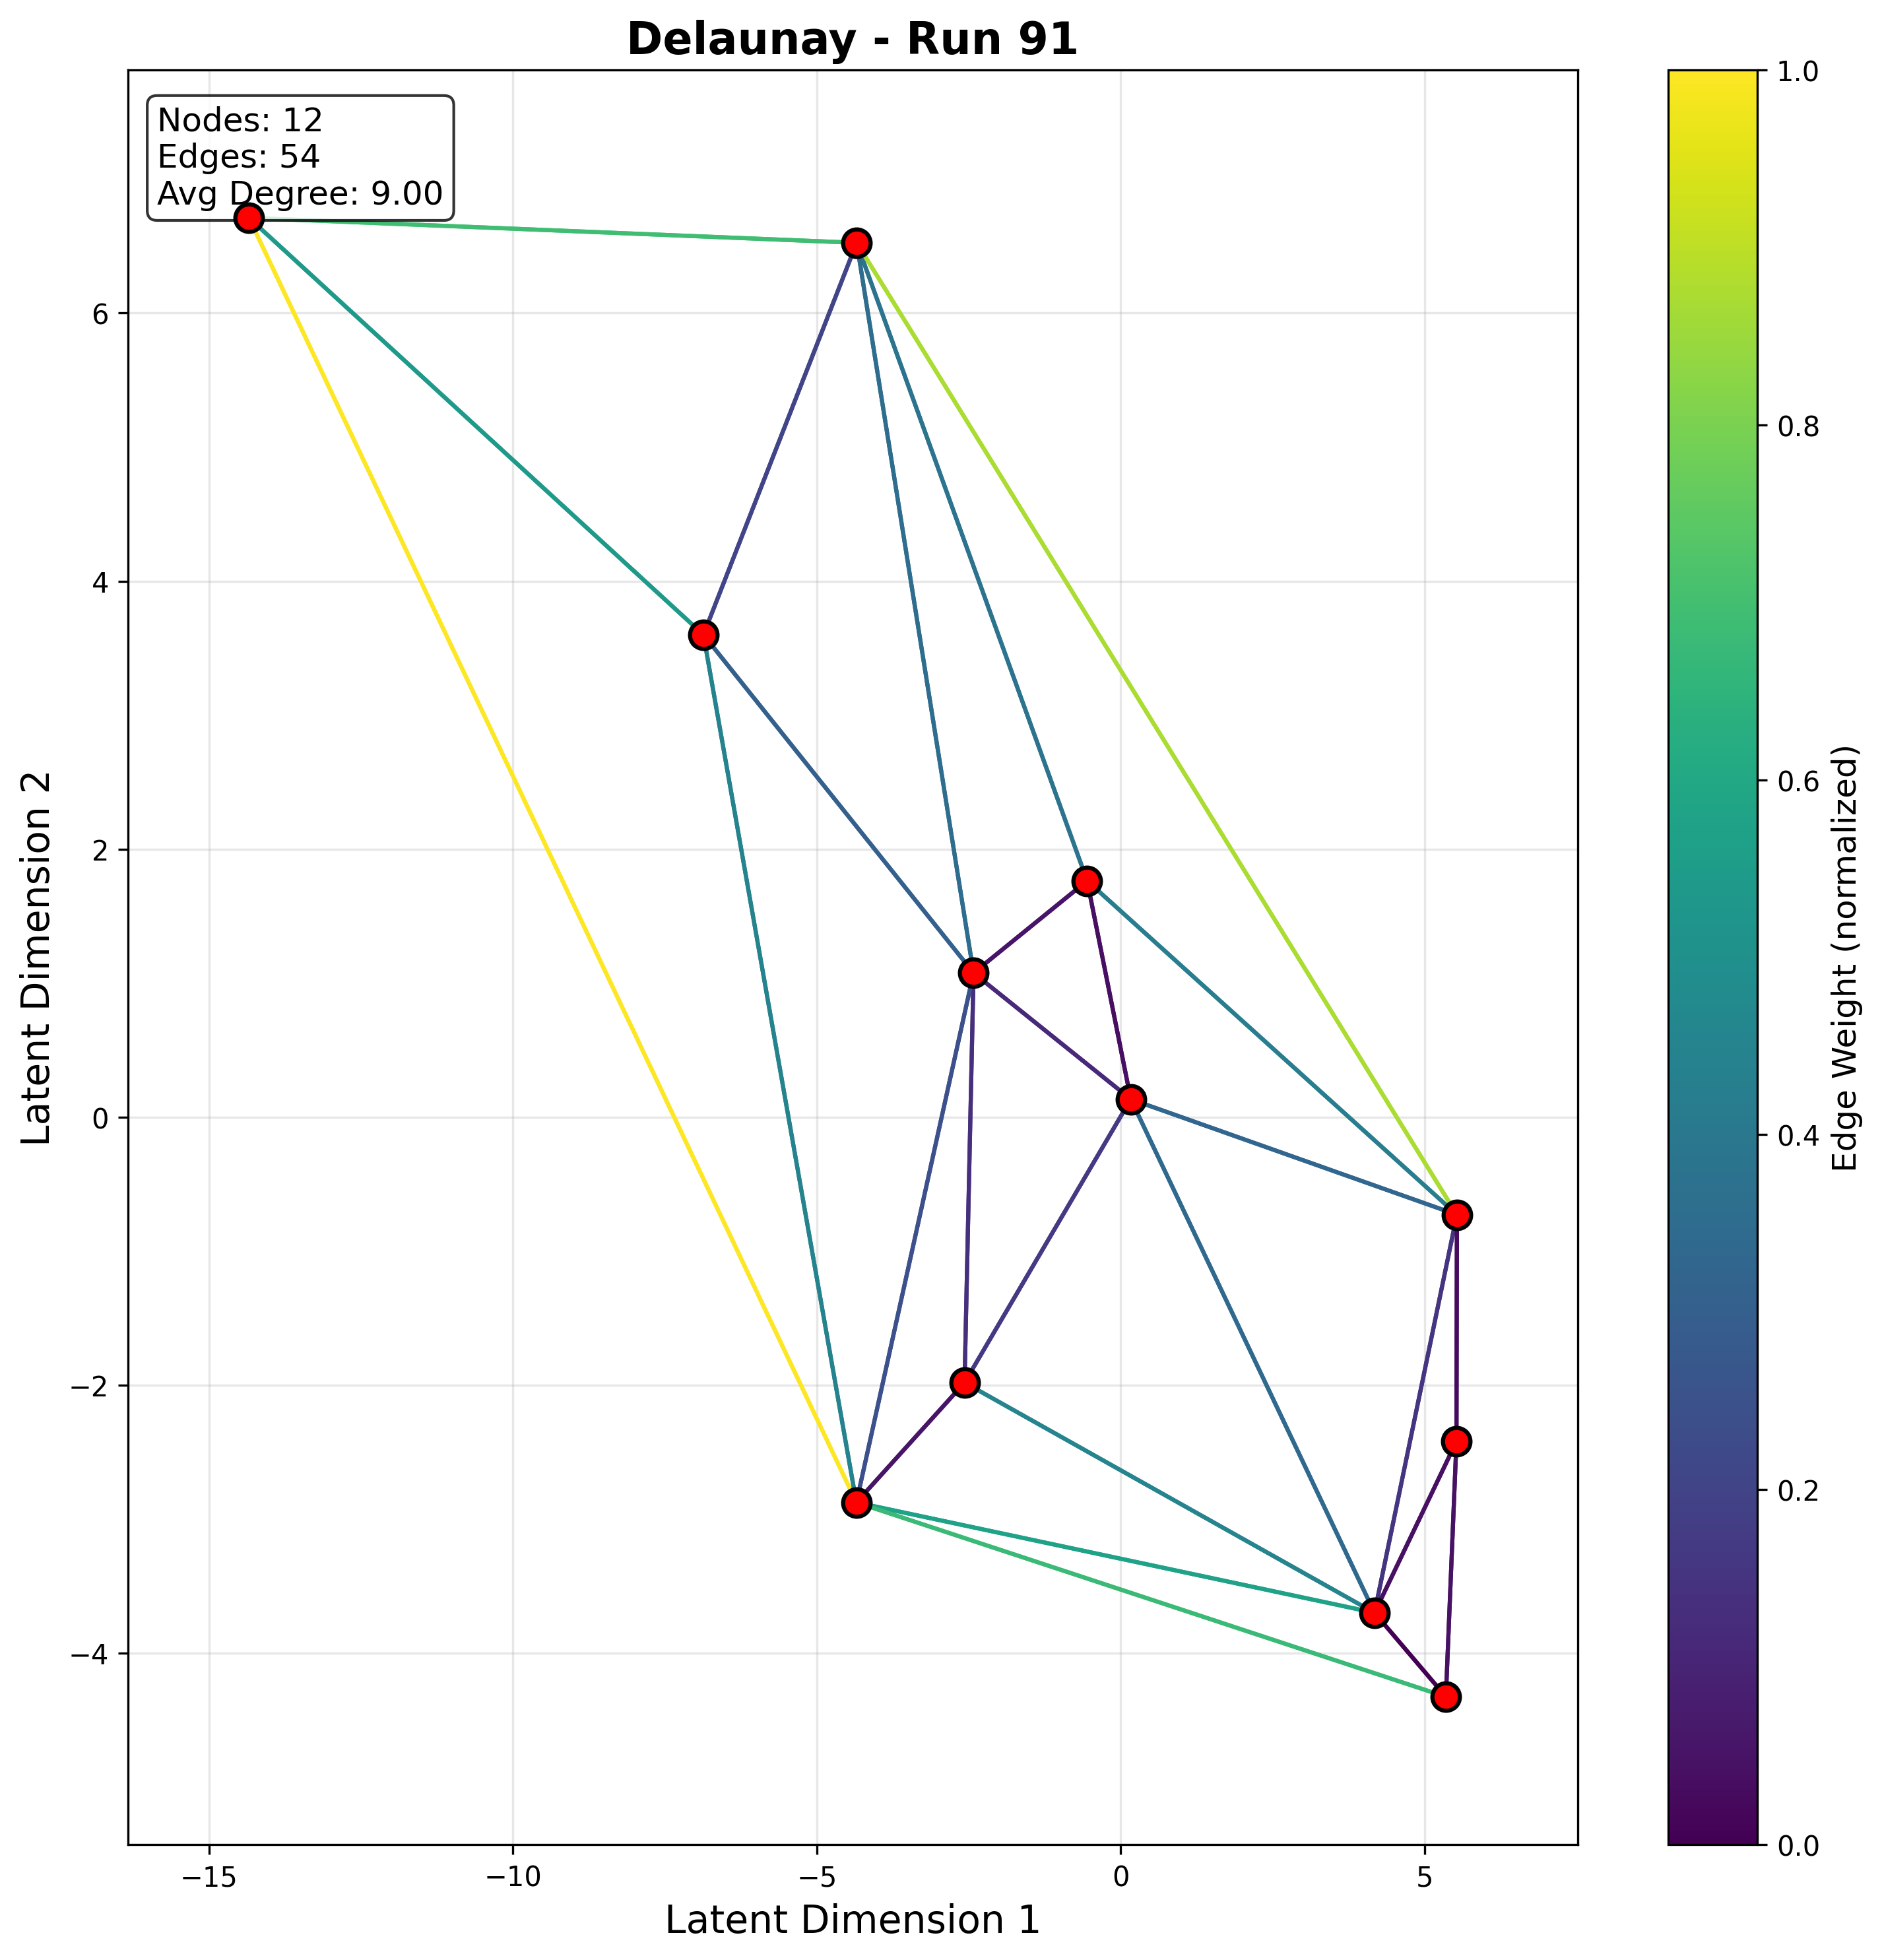 Delaunay - Run 91
Nodes: 12
Edges: 54
Avg Degree: 9.00
6
4
2
0
−2
−4
−15
−10
−5
0
5
Latent Dimension 1
Latent Dimension 2
1.0
0.8
0.6
0.4
0.2
0.0
Edge Weight (normalized)